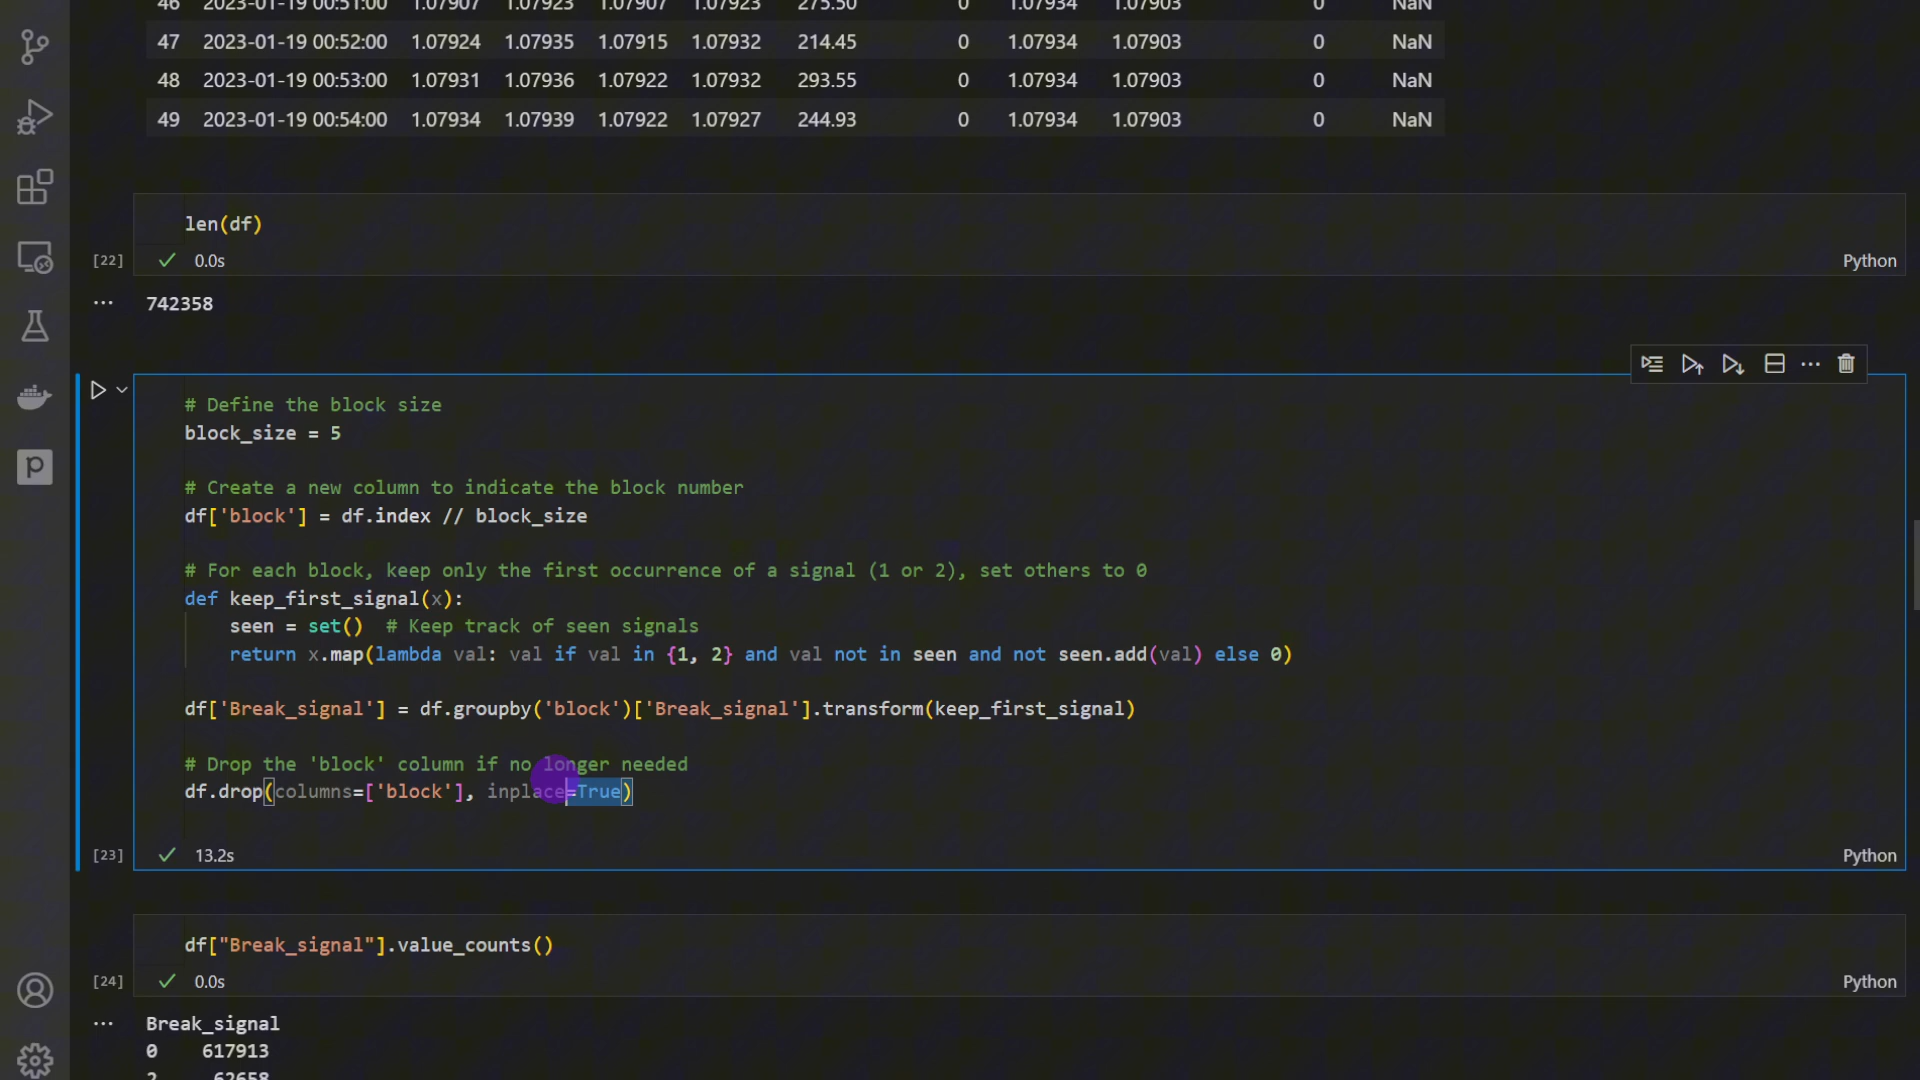 46 2023-01-19 00:51:00 1.07907 1.07923 1.07907 1.07923 275.50 0 1.07934 1.07903 0 NaN
47 2023-01-19 00:52:00 1.07924 1.07935 1.07915 1.07932 214.45 0 1.07934 1.07903 0 NaN
48 2023-01-19 00:53:00 1.07931 1.07936 1.07922 1.07932 293.55 0 1.07934 1.07903 0 NaN
49 2023-01-19 00:54:00 1.07934 1.07939 1.07922 1.07927 244.93 0 1.07934 1.07903 0 NaN
len(df)
[22] 0.0s Python
742358
# Define the block size
block_size = 5
# Create a new column to indicate the block number
df['block'] = df.index // block_size
# For each block, keep only the first occurrence of a signal (1 or 2), set others to 0
def keep_first_signal(x):
seen = set() # Keep track of seen signals
return x.map(lambda val: val if val in {1, 2} and val not in seen and not seen.add(val) else 0)
df['Break_signal'] = df.groupby('block')['Break_signal'].transform(keep_first_signal)
# Drop the 'block' column if no longer needed
df.drop(columns=['block'], inplace=True)
[23] 13.2s Python
df["Break_signal"].value_counts()
[24] 0.0s Python
Break_signal
0 617913
2 62658